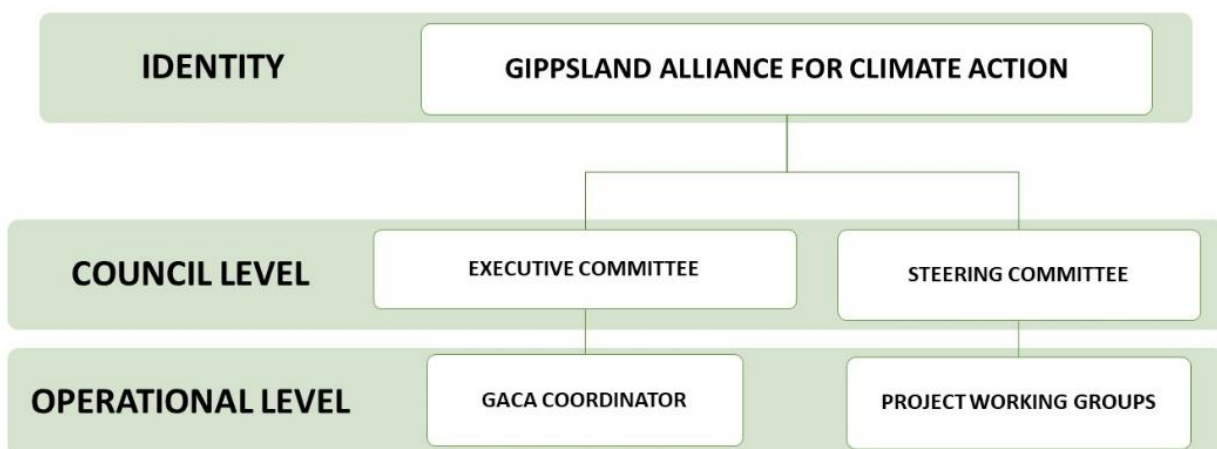 IDENTITY
GIPPSLAND ALLIANCE FOR CLIMATE ACTION
COUNCIL LEVEL
EXECUTIVE COMMITTEE
STEERING COMMITTEE
OPERATIONAL LEVEL
GACA COORDINATOR
PROJECT WORKING GROUPS